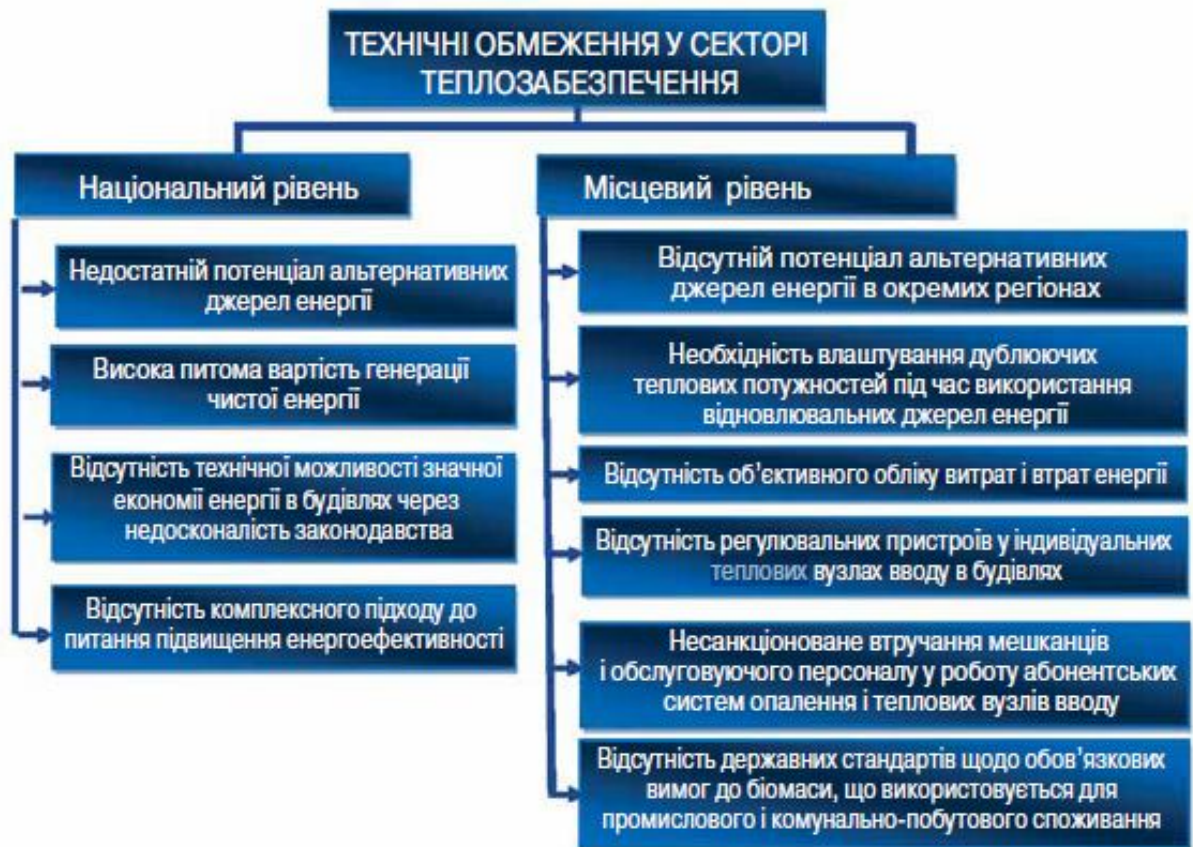 ТЕХНІЧНІ ОБМЕЖЕННЯ У СЕКТОРІ
ТЕПЛОЗАБЕЗПЕЧЕННЯ
Національний рівень
Недостатній потенціал альтернативних
джерел енергії
Висока питома вартість генерації
чистої енергії
Відсутність технічної можливості значної
економії енергії в будівлях через
недосконалість законодавства
Відсутність комплексного підходу до
питання підвищення енергоефективності
Місцевий рівень
Відсутній потенціал альтернативних
джерел енергії в окремих регіонах
Необхідність влаштування дублюючих
теплових потужностей під час використання
відновлювальних джерел енергії
Відсутність об’єктивного обліку витрат і втрат енергії
Відсутність регулювальних пристроїв у індивідуальних
теплових вузлах вводу в будівлях
Несанкціоноване втручання мешканців
і обслуговуючого персоналу у роботу абонентських
систем опалення і теплових вузлів вводу
Відсутність державних стандартів щодо обов’язкових
вимог до біомаси, що використовується для
промислового і комунально-побутового споживання